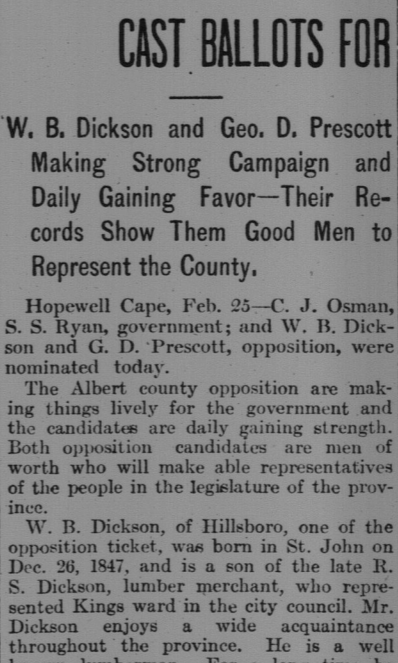 CAST BALLOTS FOR
W. B. Dickson and Geo. D. Prescott
Making Strong Campaign and
Daily Gaining Favor—Their Re-
cords Show Them Good Men to
Represent the County.
Hopewell Cape, Feb. 25—C. J. Osman,
S. S. Ryan, government; and W. B. Dick-
son and G. D. Prescott, opposition, were
nominated today.
The Albert county opposition are mak-
ing things lively for the government and
the candidates are daily gaining strength.
Both opposition candidates are men of
worth who will make able representatives
of the people in the legislature of the prov-
ince.
W. B. Dickson, of Hillsboro, one of the
opposition ticket, was born in St. John on
Dec. 26, 1847, and is a son of the late R.
S. Dickson, lumber merchant, who repre-
sented Kings ward in the city council. Mr.
Dickson enjoys a wide acquaintance
throughout the province. He is a well